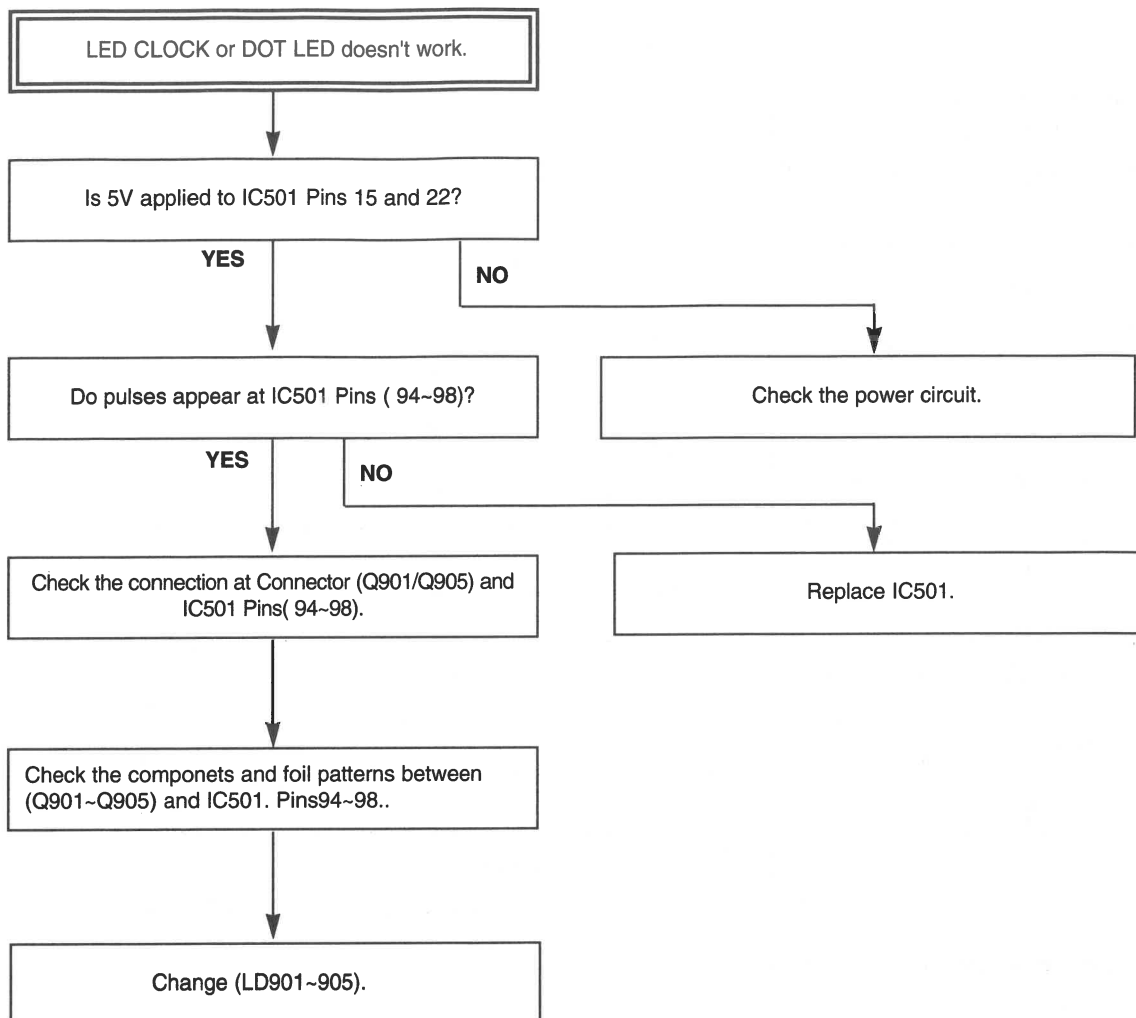 LED CLOCK or DOT LED doesn't work.
Is 5V applied to IC501 Pins 15 and 22?
YES
NO
Do pulses appear at IC501 Pins ( 94~98)?
Check the power circuit.
YES
NO
Check the connection at Connector (Q901/Q905) and
IC501 Pins( 94~98).
Replace IC501.
Check the componets and foil patterns between
(Q901~Q905) and IC501. Pins94~98..
Change (LD901~905).